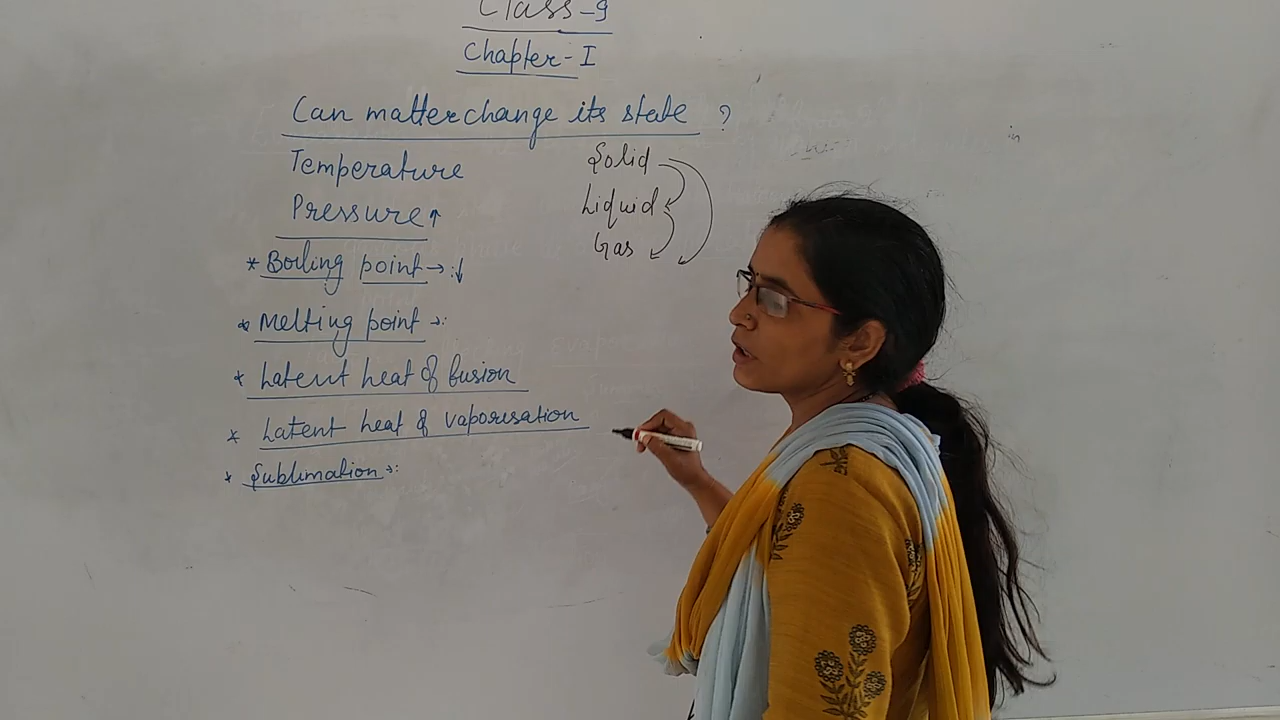 Class-9
Chapter-I
Can matter change its state ?
Temperature
Pressure↑
* Boiling point→:↓
* Melting point→:
* Latent heat of fusion
* Latent heat of vaporisation
* Sublimation→:
Solid
Liquid
Gas
in